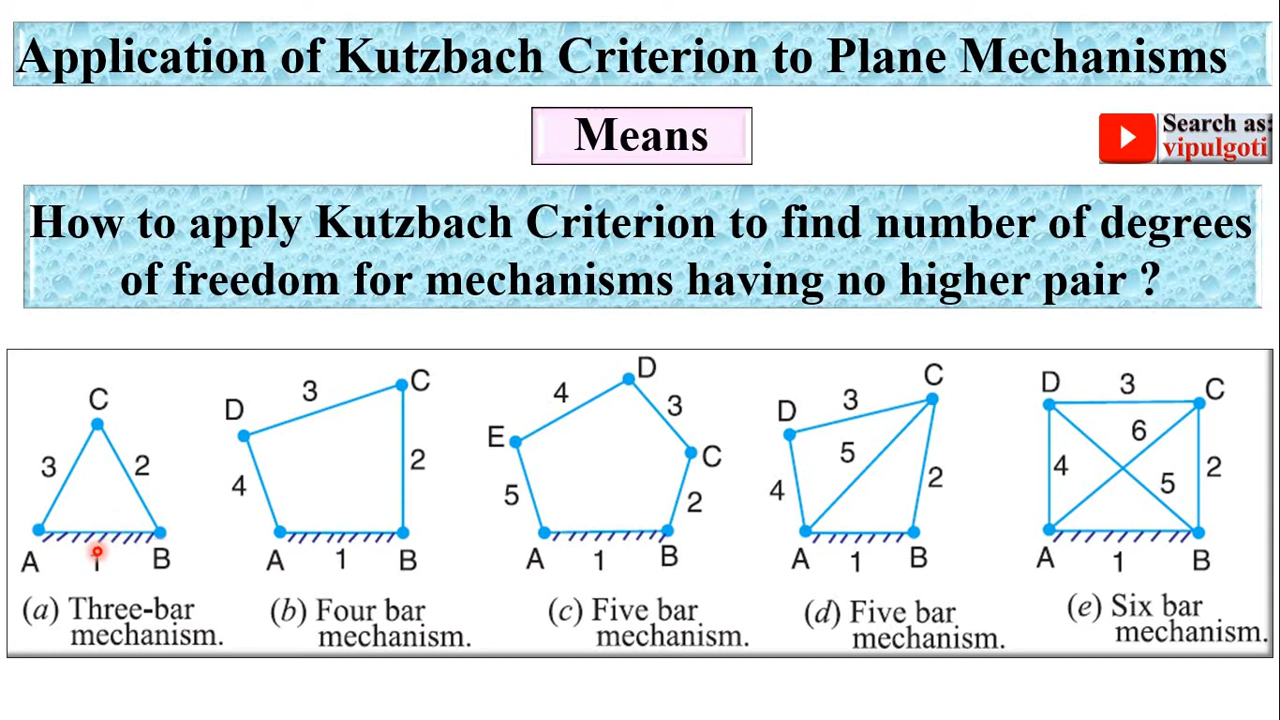 Application of Kutzbach Criterion to Plane Mechanisms
Means
Search as:
vipulgoti
How to apply Kutzbach Criterion to find number of degrees
of freedom for mechanisms having no higher pair ?
C
3
2
A
1
B
(a) Three-bar
mechanism.
3
C
D
4
2
A
1
B
(b) Four bar
mechanism.
D
4
3
E
C
5
2
A
1
B
(c) Five bar
mechanism.
C
D
3
5
4
2
A
1
B
(d) Five bar
mechanism.
D
3
C
6
4
5
2
A
1
B
(e) Six bar
mechanism.